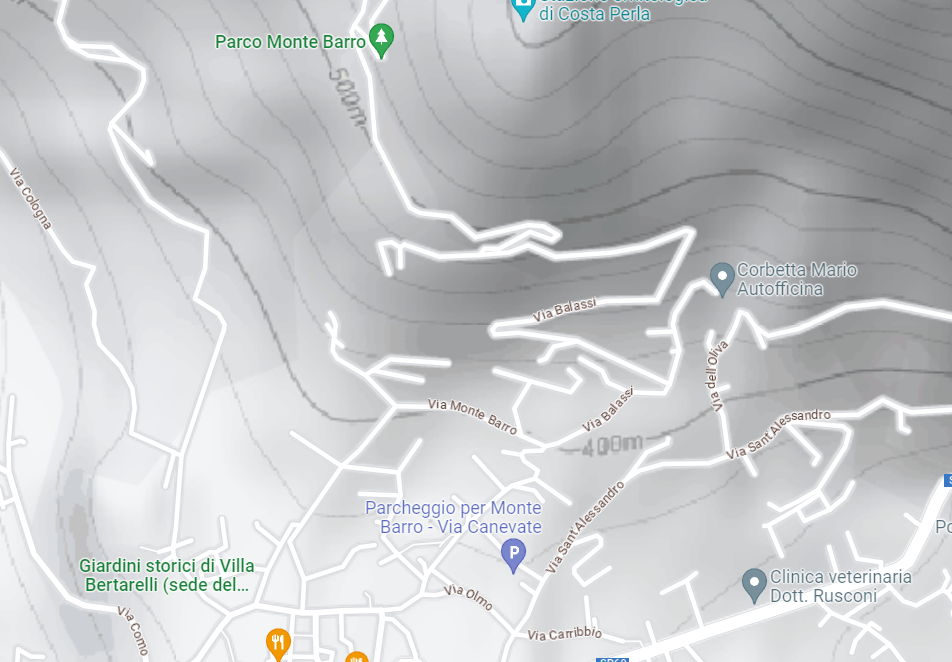 di Costa Perla
Parco Monte Barro
500m
Via Cologna
Corbetta Mario
Autofficina
Via Balassi
Via dell'Oliva
Via Monte Barro
Via Balassi
Via Sant'Alessandro
400m
Parcheggio per Monte
Barro - Via Canevate
Via Sant'Alessandro
Giardini storici di Villa
Bertarelli (sede del...
Clinica veterinaria
Dott. Rusconi
Via Olmo
Via Como
Via Carribbio